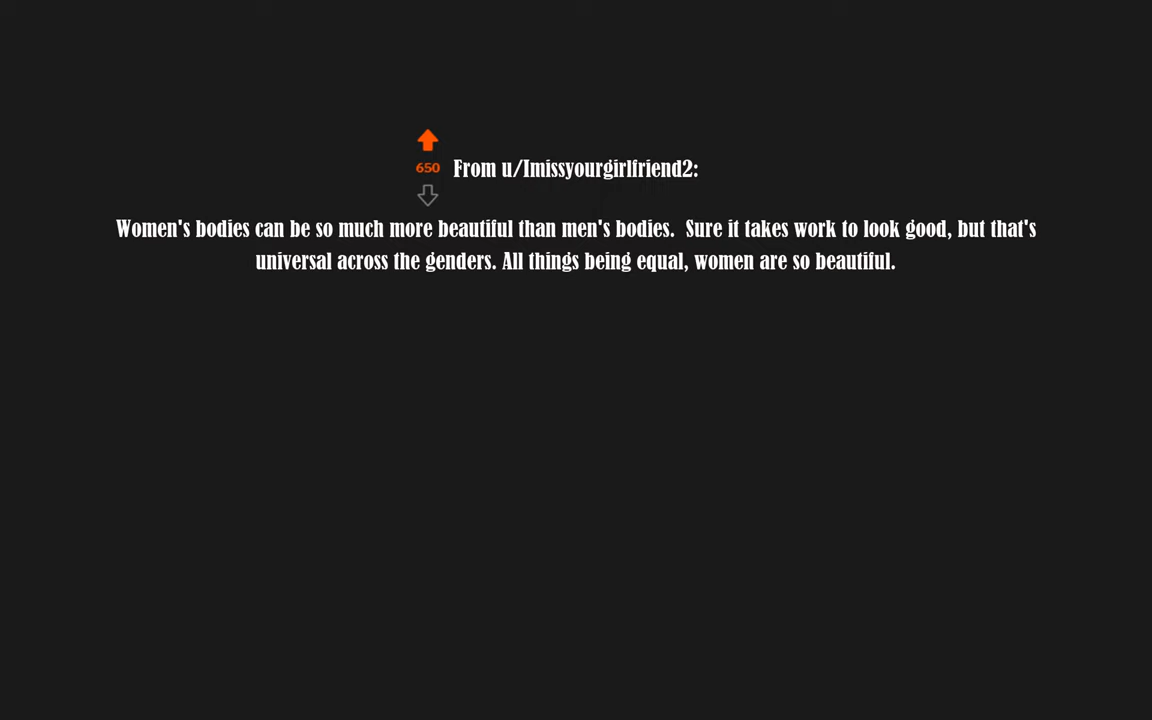 650
From u/Imissyourgirlfriend2:
Women's bodies can be so much more beautiful than men's bodies.  Sure it takes work to look good, but that's
universal across the genders. All things being equal, women are so beautiful.